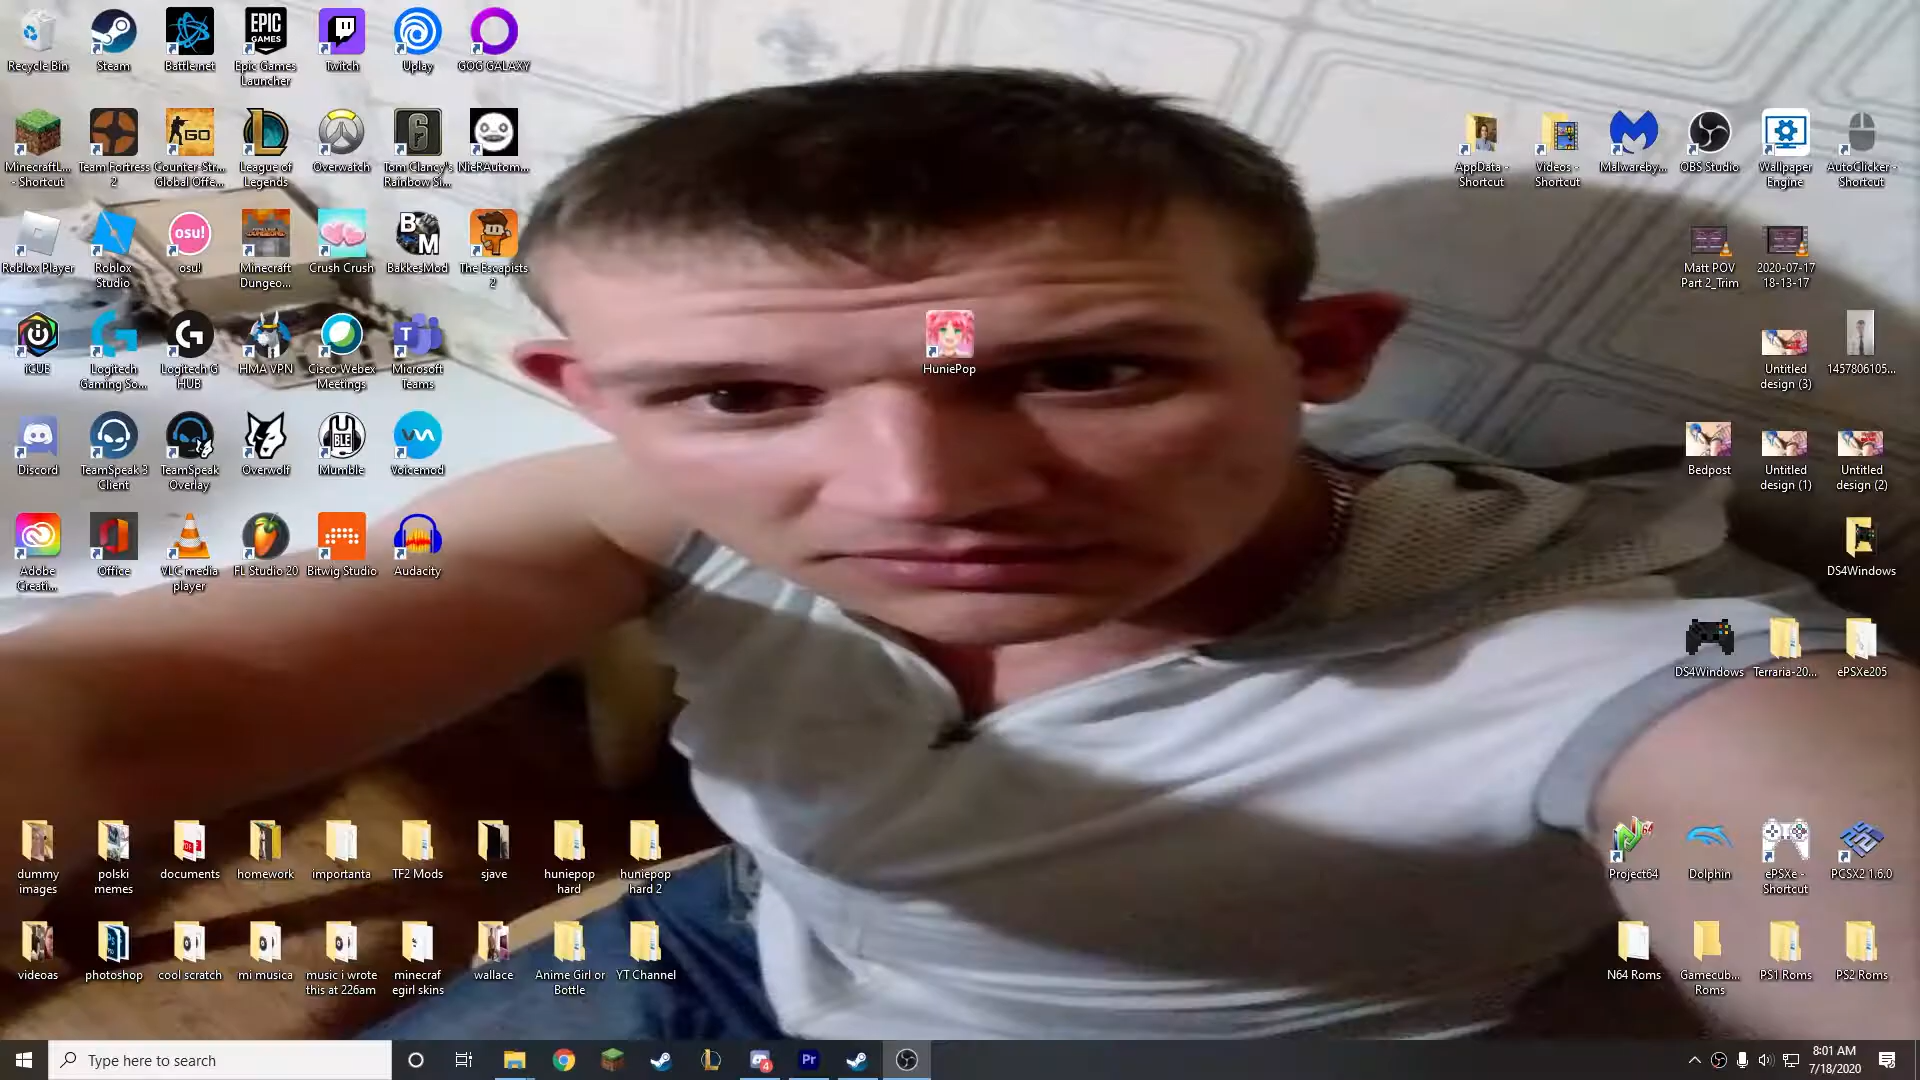 Recycle Bin
Steam
Battle.net
Epic Games
Launcher
Twitch
Uplay
GOG GALAXY
EPIC
GAMES
MinecraftL...
- Shortcut
Team Fortress
2
Counter-Str...
Global Offe...
League of
Legends
Overwatch
Tom Clancy's
Rainbow Si...
NieRAutom...
GO
6
AppData -
Shortcut
Videos -
Shortcut
Malwareby...
OBS Studio
Wallpaper
Engine
AutoClicker -
Shortcut
Roblox Player
Roblox
Studio
osu!
osu!
Minecraft
Dungeo...
Crush Crush
BM
BakkesMod
The Escapists
2
Matt POV
Part 2_Trim
2020-07-17
18-13-17
iCUE
Logitech
Gaming So...
Logitech G
HUB
HMA VPN
Cisco Webex
Meetings
Microsoft
Teams
HuniePop
Untitled
design (3)
1457806105...
Discord
TeamSpeak 3
Client
TeamSpeak
Overlay
Overwolf
Mumble
Voicemod
BLE
Bedpost
Untitled
design (1)
Untitled
design (2)
Adobe
Creati...
Office
VLC media
player
FL Studio 20
Bitwig Studio
Audacity
DS4Windows
DS4Windows
Terraria-20...
ePSXe205
dummy
images
polski
memes
documents
homework
importanta
TF2 Mods
sjave
huniepop
hard
huniepop
hard 2
Project64
Dolphin
ePSXe -
Shortcut
PCSX2 1.6.0
videoas
photoshop
cool scratch
mi musica
music i wrote
this at 226am
minecraf
egirl skins
wallace
Anime Girl or
Bottle
YT Channel
N64 Roms
Gamecub...
Roms
PS1 Roms
PS2 Roms
Type here to search
4
Pr
8:01 AM
7/18/2020